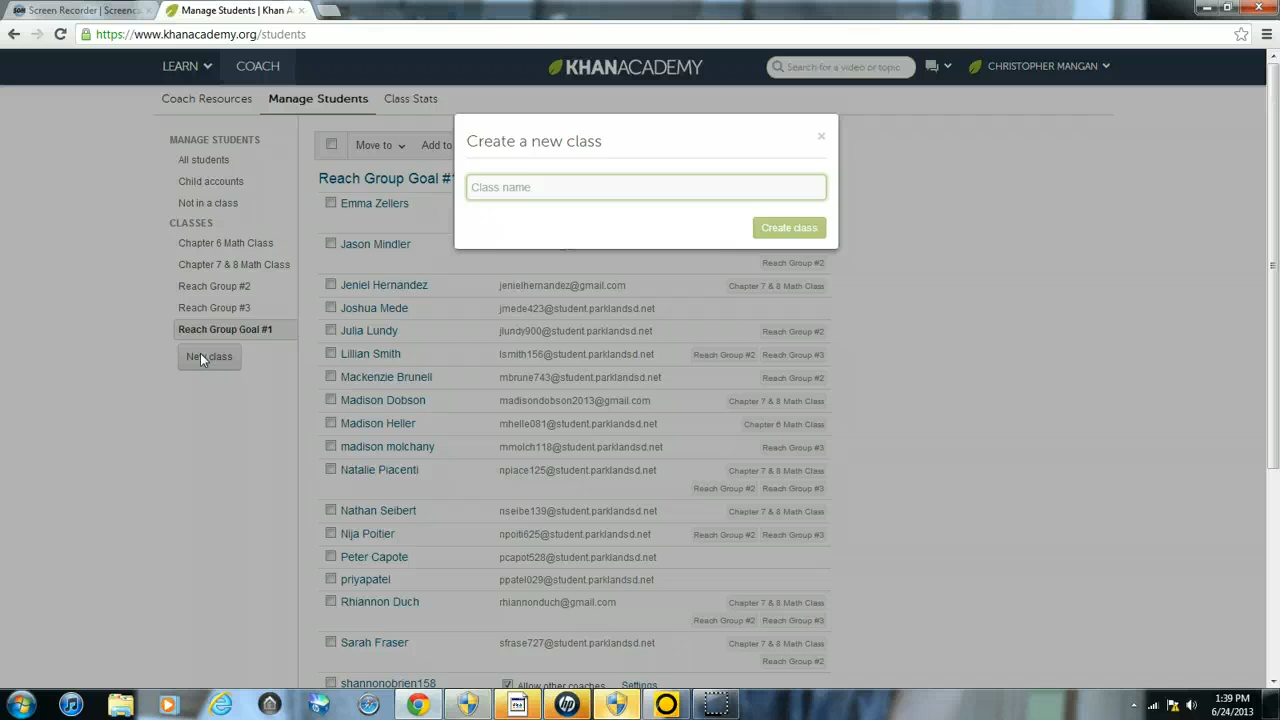 Screen Recorder | Screenca
Manage Students | Khan A
https://www.khanacademy.org/students
LEARN
COACH
KHANACADEMY
Search for a video or topic
CHRISTOPHER MANGAN
Coach Resources
Manage Students
Class Stats
MANAGE STUDENTS
All students
Child accounts
Not in a class
CLASSES
Chapter 6 Math Class
Chapter 7 & 8 Math Class
Reach Group #2
Reach Group #3
Reach Group Goal #1
New class
Move to
Add to
Create a new class
Class name
Create class
Reach Group Goal #1
Emma Zellers
Jason Mindler
Reach Group #2
Jeniel Hernandez jenielhernandez@gmail.com Chapter 7 & 8 Math Class
Joshua Mede jmede423@student.parklandsd.net
Julia Lundy jlundy900@student.parklandsd.net Reach Group #2
Lillian Smith lsmith156@student.parklandsd.net Reach Group #2 Reach Group #3
Mackenzie Brunell mbrune743@student.parklandsd.net Reach Group #2
Madison Dobson madisondobson2013@gmail.com Chapter 7 & 8 Math Class
Madison Heller mhelle081@student.parklandsd.net Chapter 6 Math Class
madison molchany mmolch118@student.parklandsd.net Reach Group #3
Natalie Piacenti npiace125@student.parklandsd.net Chapter 7 & 8 Math Class
Reach Group #2 Reach Group #3
Nathan Seibert nseibe139@student.parklandsd.net Chapter 7 & 8 Math Class
Nija Poitier npoiti625@student.parklandsd.net Reach Group #2 Reach Group #3
Peter Capote pcapot528@student.parklandsd.net
priyapatel ppatel029@student.parklandsd.net
Rhiannon Duch rhiannonduch@gmail.com Chapter 7 & 8 Math Class
Reach Group #2 Reach Group #3
Sarah Fraser sfrase727@student.parklandsd.net Chapter 7 & 8 Math Class
Reach Group #2
shannonobrien158
Allow other coaches Settings
1:39 PM
6/24/2013